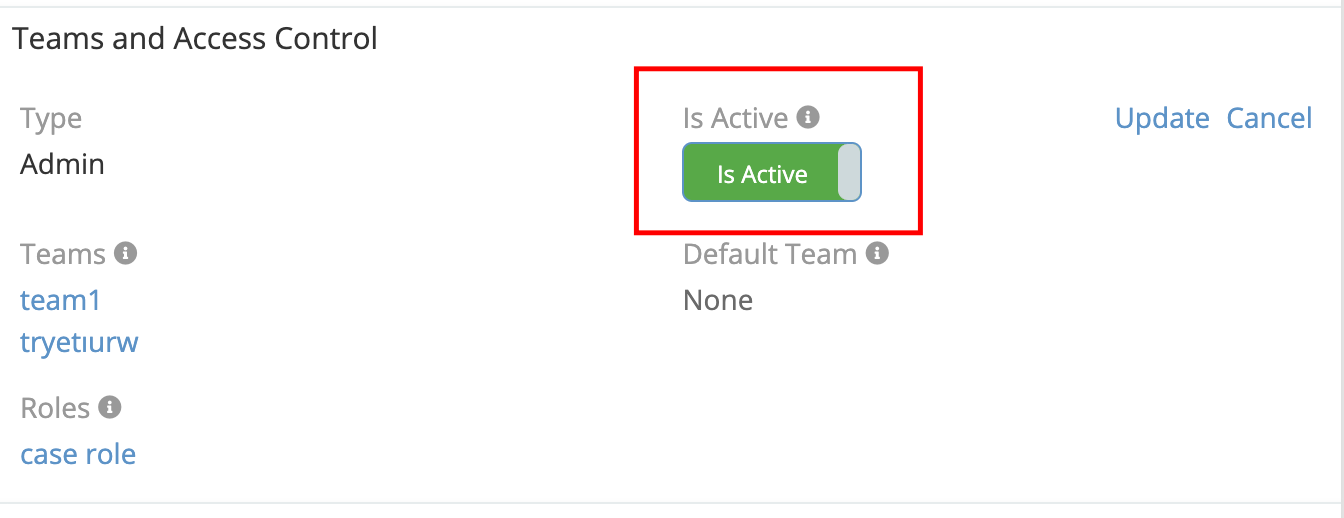 Teams and Access Control
Type
Admin
Is Active
Is Active
Update Cancel
Teams
team1
tryetıurw
Default Team
None
Roles
case role